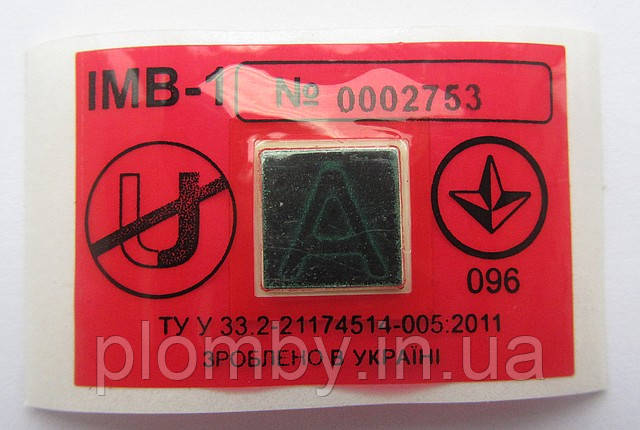 ІМВ-1 № 0002753
A
096
ТУ У 33.2-21174514-005:2011
ЗРОБЛЕНО В УКРАЇНІ
plomby.in.ua